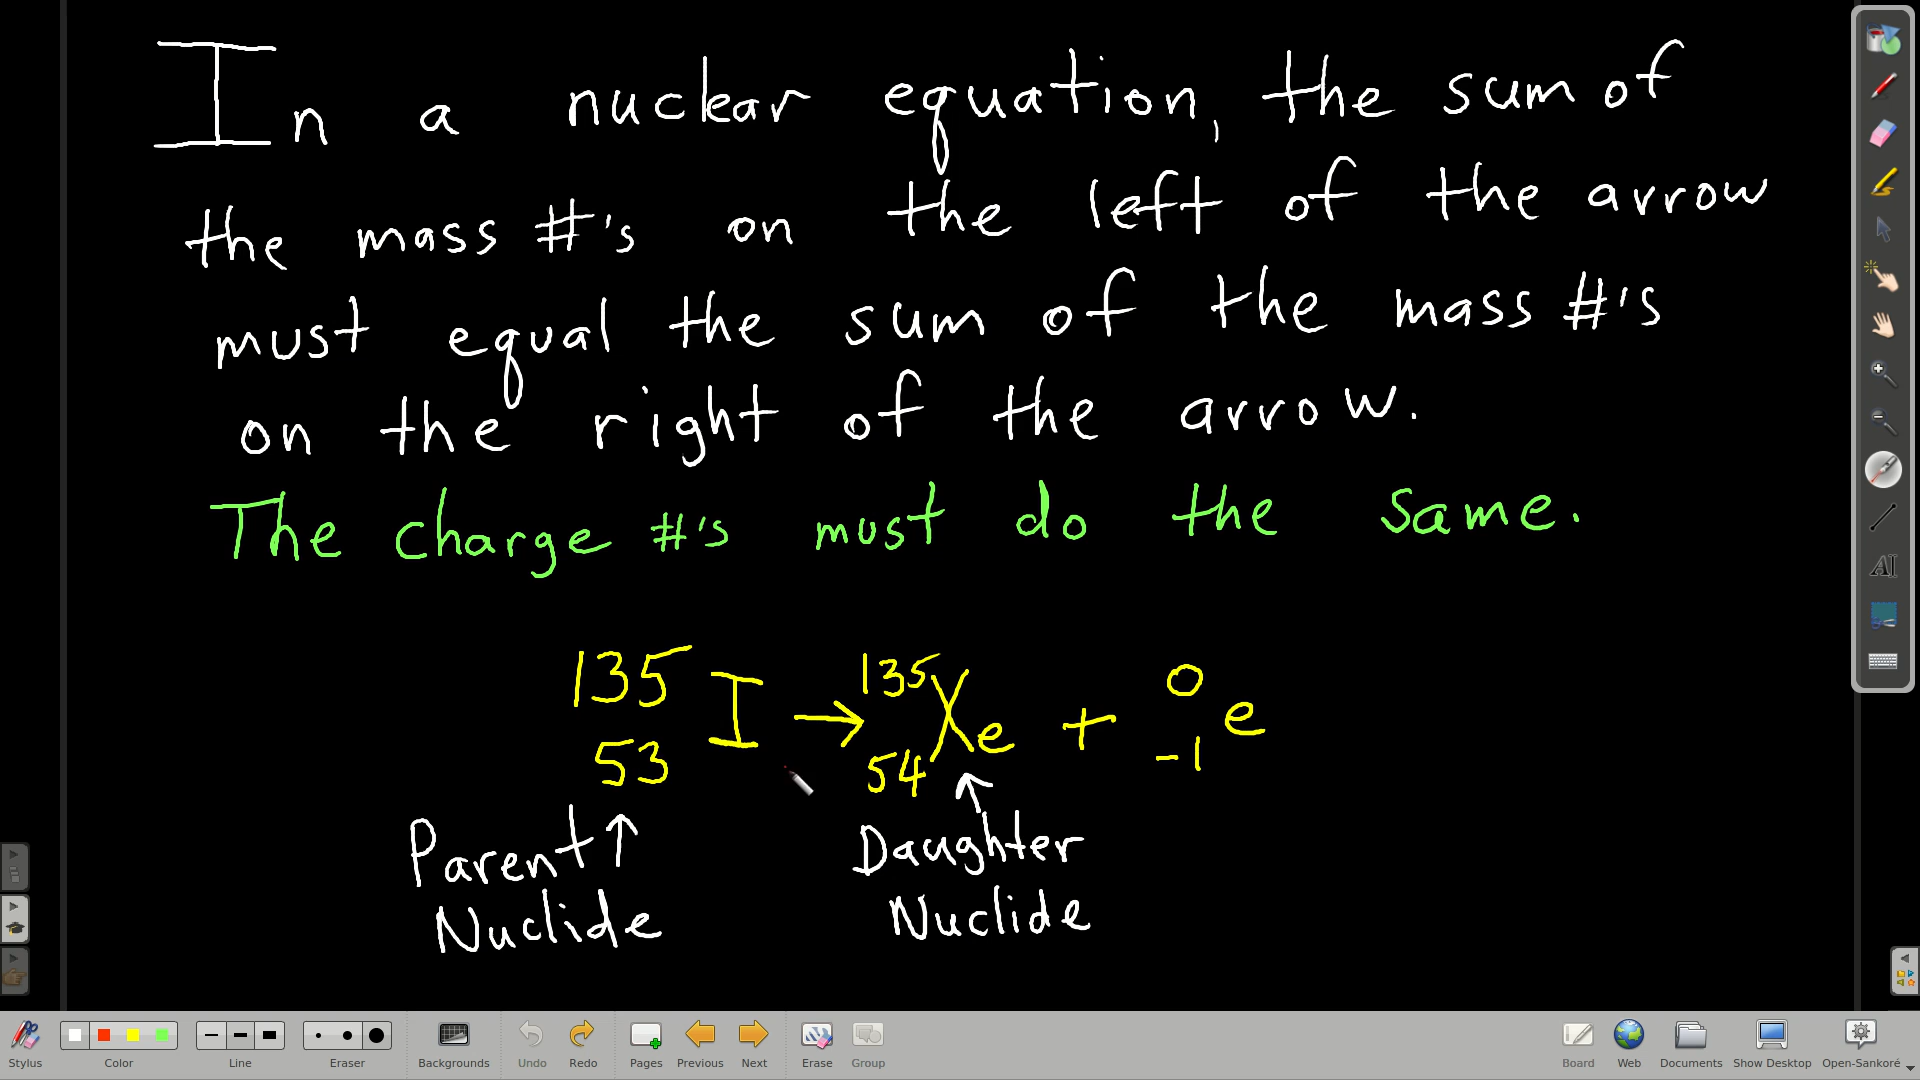 In a nuclear equation, the sum of
the mass #'s on the left of the arrow
must equal the sum of the mass #'s
on the right of the arrow.
The charge #'s must do the same.
135 I → 135 Xe + 0 e
53 54 -1
Parent ↑ Daughter
Nuclide Nuclide
Stylus Color Line Eraser Backgrounds Undo Redo Pages Previous Next Erase Group Board Web Documents Show Desktop Open-Sankoré